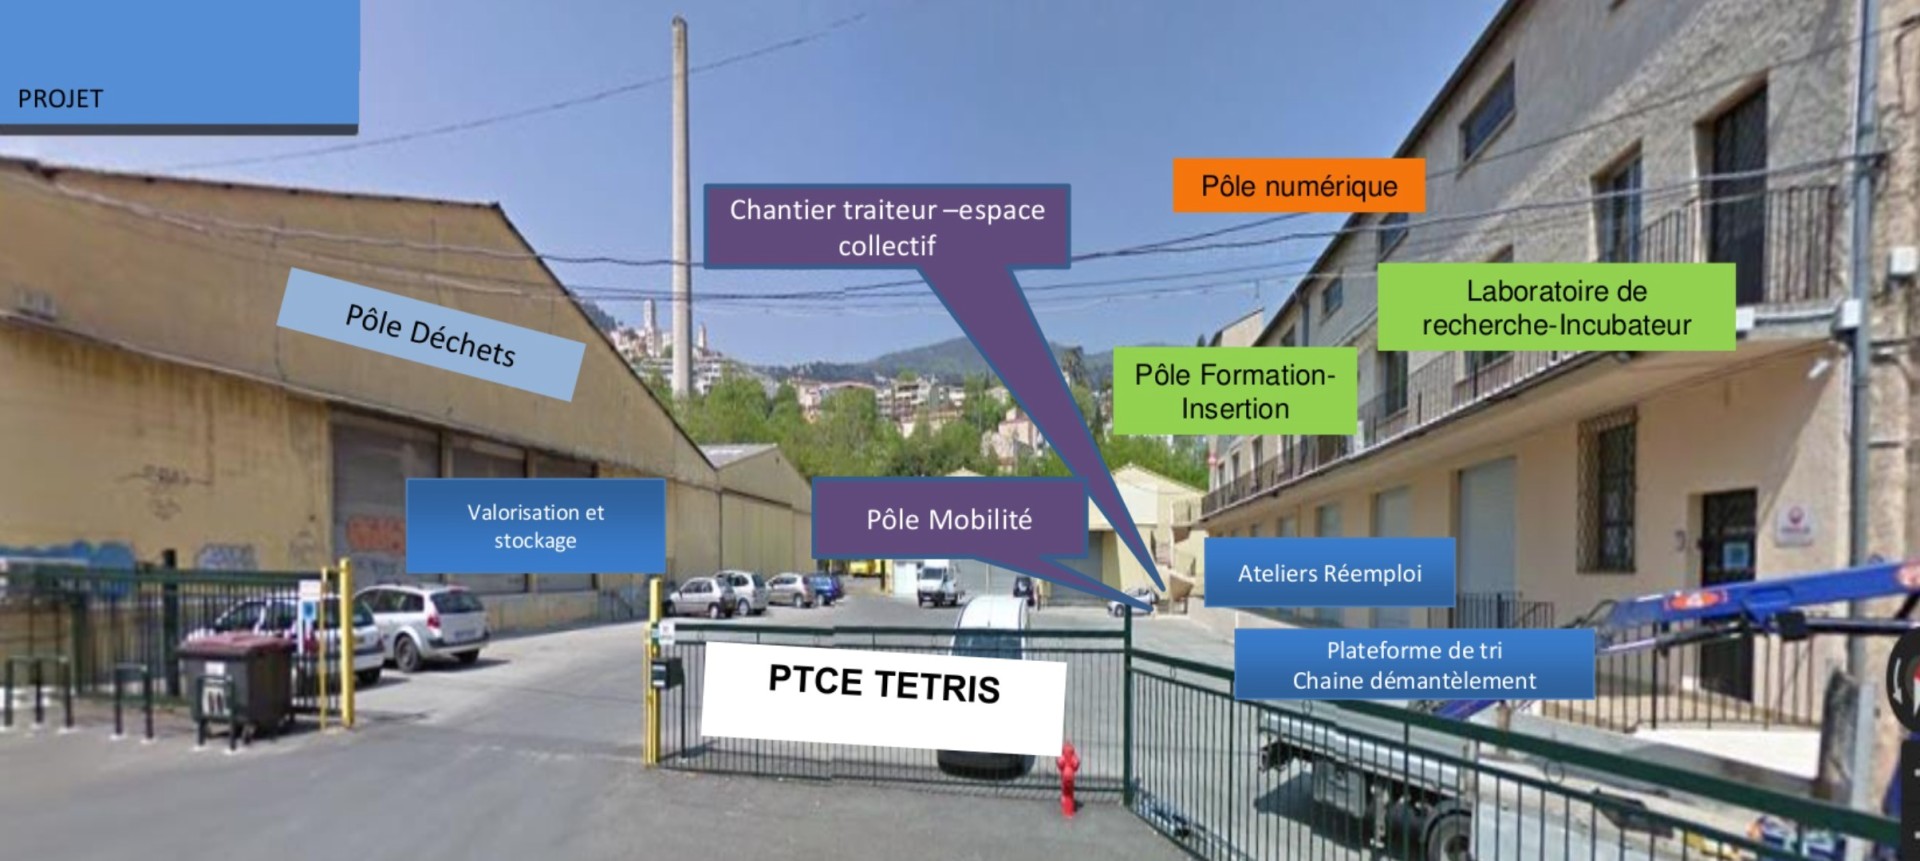 PROJET
Chantier traiteur –espace
collectif
Pôle numérique
Laboratoire de
recherche-Incubateur
Pôle Déchets
Pôle Formation-
Insertion
Valorisation et
stockage
Pôle Mobilité
Ateliers Réemploi
Plateforme de tri
Chaine démantèlement
PTCE TETRIS